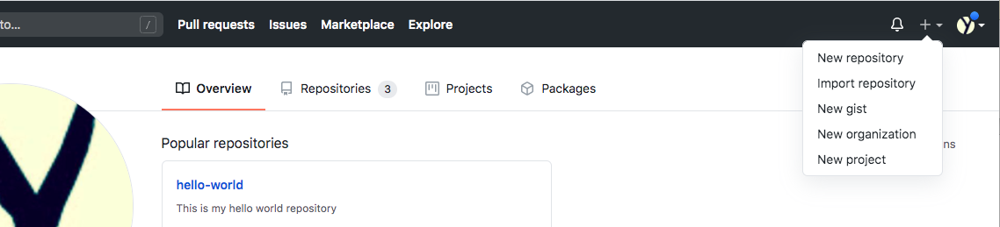 to... / Pull requests Issues Marketplace Explore
New repository
Import repository
New gist
New organization
New project
Overview Repositories 3 Projects Packages
Popular repositories
hello-world
This is my hello world repository